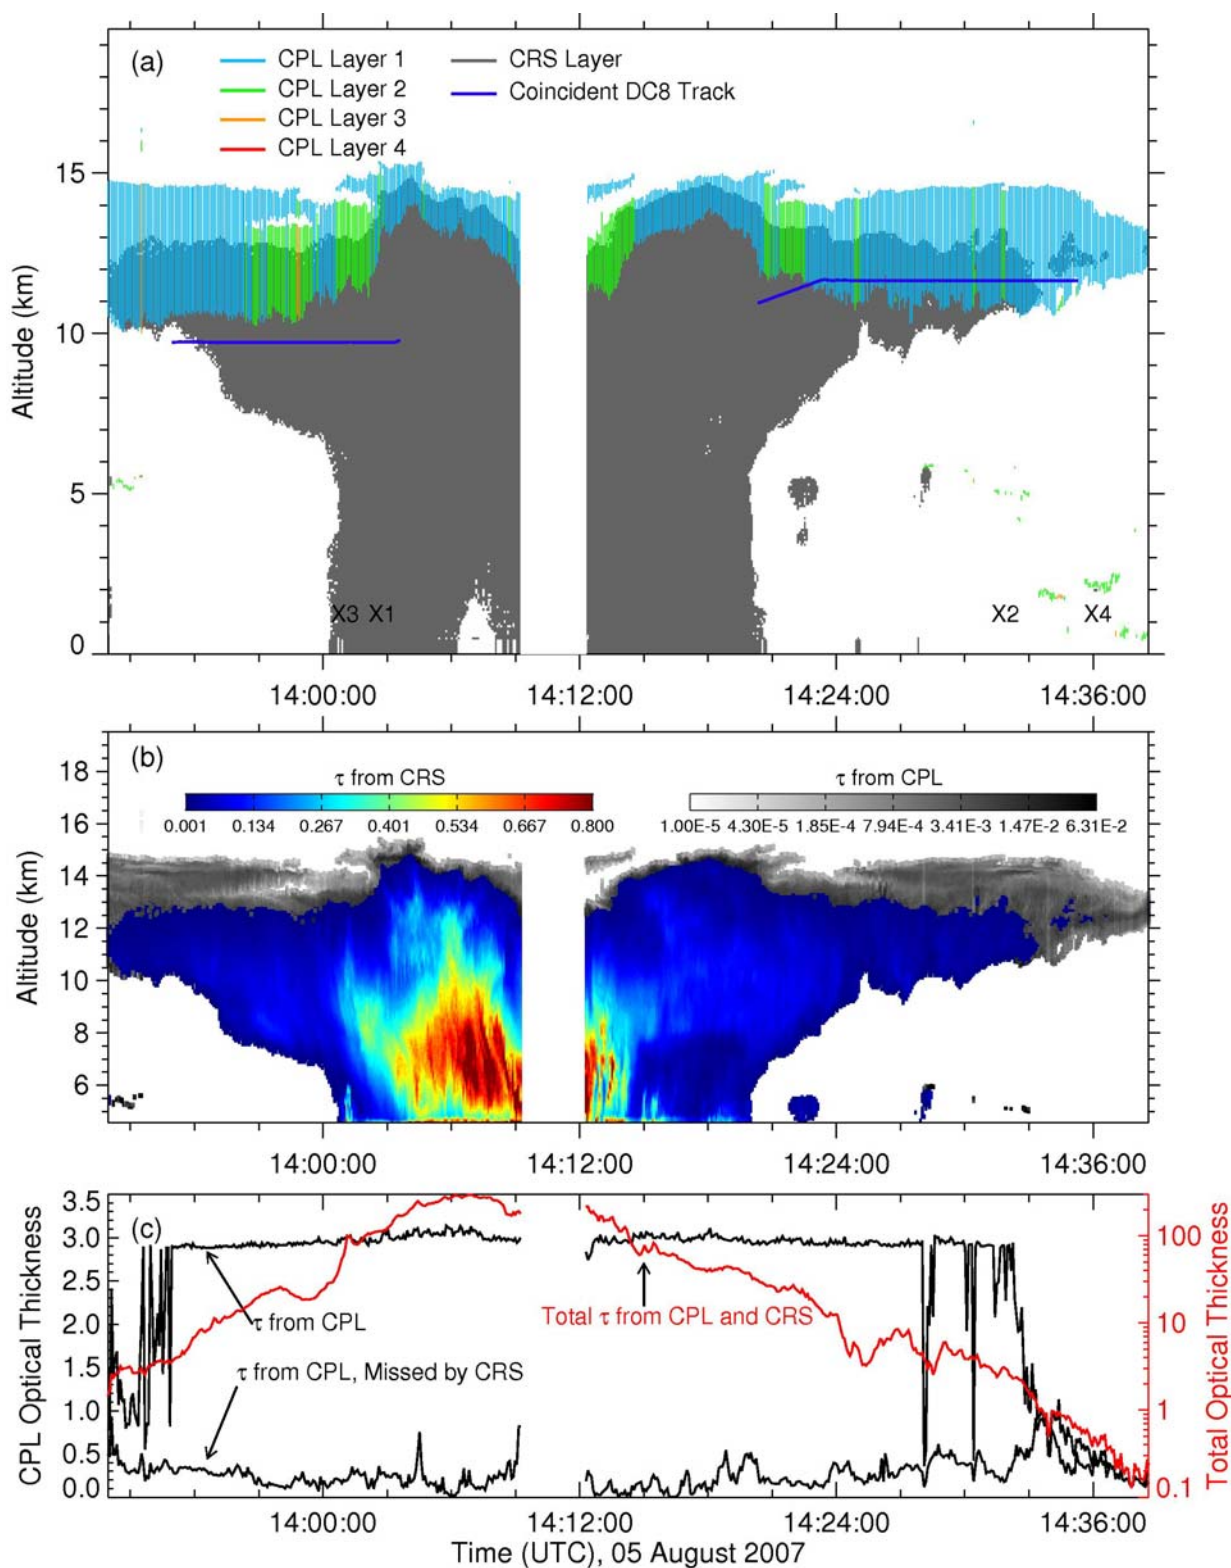 (a)
CPL Layer 1
CPL Layer 2
CPL Layer 3
CPL Layer 4
CRS Layer
Coincident DC8 Track
Altitude (km)
15
10
5
0
X3 X1 X2 X4
14:00:00 14:12:00 14:24:00 14:36:00
(b)
τ from CRS
0.001 0.134 0.267 0.401 0.534 0.667 0.800
τ from CPL
1.00E-5 4.30E-5 1.85E-4 7.94E-4 3.41E-3 1.47E-2 6.31E-2
Altitude (km)
18
16
14
12
10
8
6
14:00:00 14:12:00 14:24:00 14:36:00
(c)
CPL Optical Thickness
3.5
3.0
2.5
2.0
1.5
1.0
0.5
0.0
τ from CPL
τ from CPL, Missed by CRS
Total τ from CPL and CRS
100
10
1
0.1
Total Optical Thickness
14:00:00 14:12:00 14:24:00 14:36:00
Time (UTC), 05 August 2007